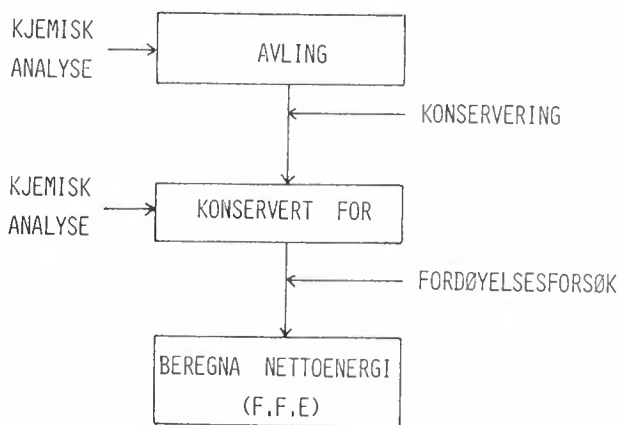 KJEMISK
ANALYSE
AVLING
KONSERVERING
KJEMISK
ANALYSE
KONSERVERT FOR
FORDØYELSESFORSØK
BEREGNA NETTOENERGI
(F.F.E)